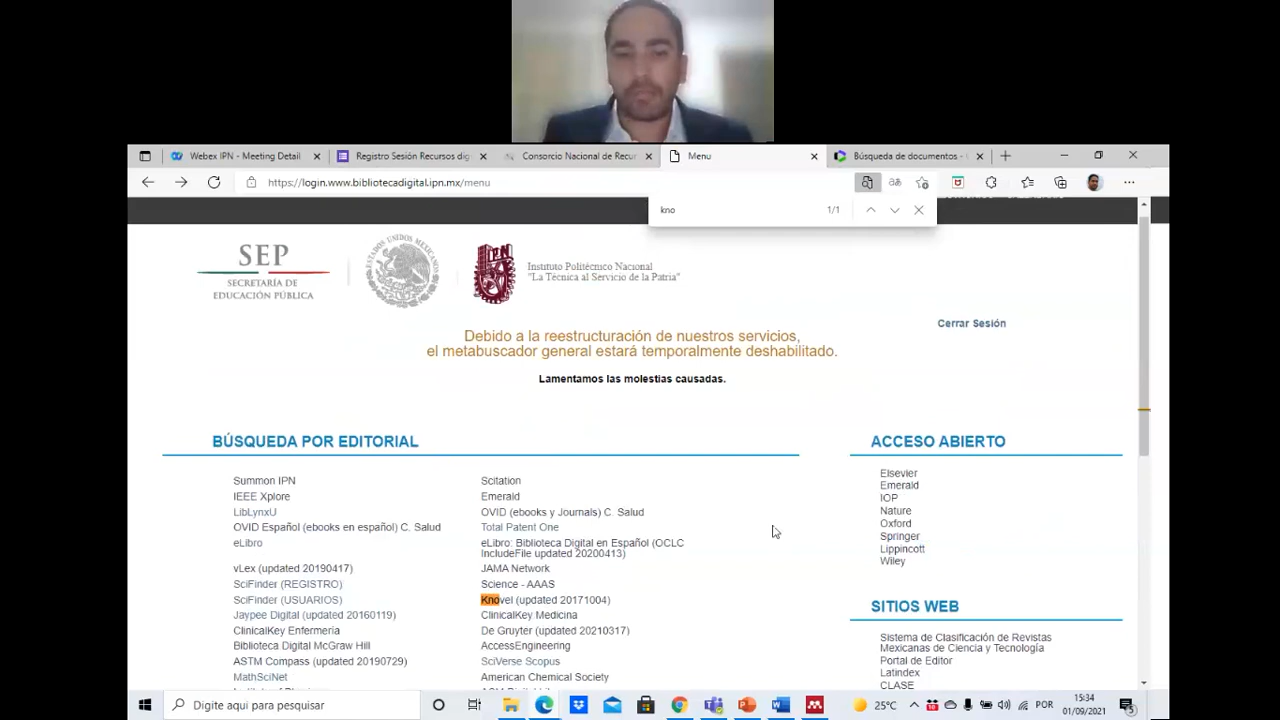 Webex IPN - Meeting Detail
Registro Sesión Recursos dig
Consorcio Nacional de Recur
Menu
Búsqueda de documentos -
https://login.www.bibliotecadigital.ipn.mx/menu
kno
1/1
SEP
SECRETARÍA DE
EDUCACIÓN PÚBLICA
ESTADOS UNIDOS MEXICANOS
Instituto Politécnico Nacional
"La Técnica al Servicio de la Patria"
Cerrar Sesión
Debido a la reestructuración de nuestros servicios,
el metabuscador general estará temporalmente deshabilitado.
Lamentamos las molestias causadas.
BÚSQUEDA POR EDITORIAL
Summon IPN
IEEE Xplore
LibLynxU
OVID Español (ebooks en español) C. Salud
eLibro
vLex (updated 20190417)
SciFinder (REGISTRO)
SciFinder (USUARIOS)
Jaypee Digital (updated 20160119)
ClinicalKey Enfermería
Biblioteca Digital McGraw Hill
ASTM Compass (updated 20190729)
MathSciNet
Scitation
Emerald
OVID (ebooks y Journals) C. Salud
Total Patent One
eLibro: Biblioteca Digital en Español (OCLC
IncludeFile updated 20200413)
JAMA Network
Science - AAAS
Knovel (updated 20171004)
ClinicalKey Medicina
De Gruyter (updated 20210317)
AccessEngineering
SciVerse Scopus
American Chemical Society
ACCESO ABIERTO
Elsevier
Emerald
IOP
Nature
Oxford
Springer
Lippincott
Wiley
SITIOS WEB
Sistema de Clasificación de Revistas
Mexicanas de Ciencia y Tecnología
Portal de Editor
Latindex
CLASE
Digite aqui para pesquisar
25°C
POR
15:34
01/09/2021